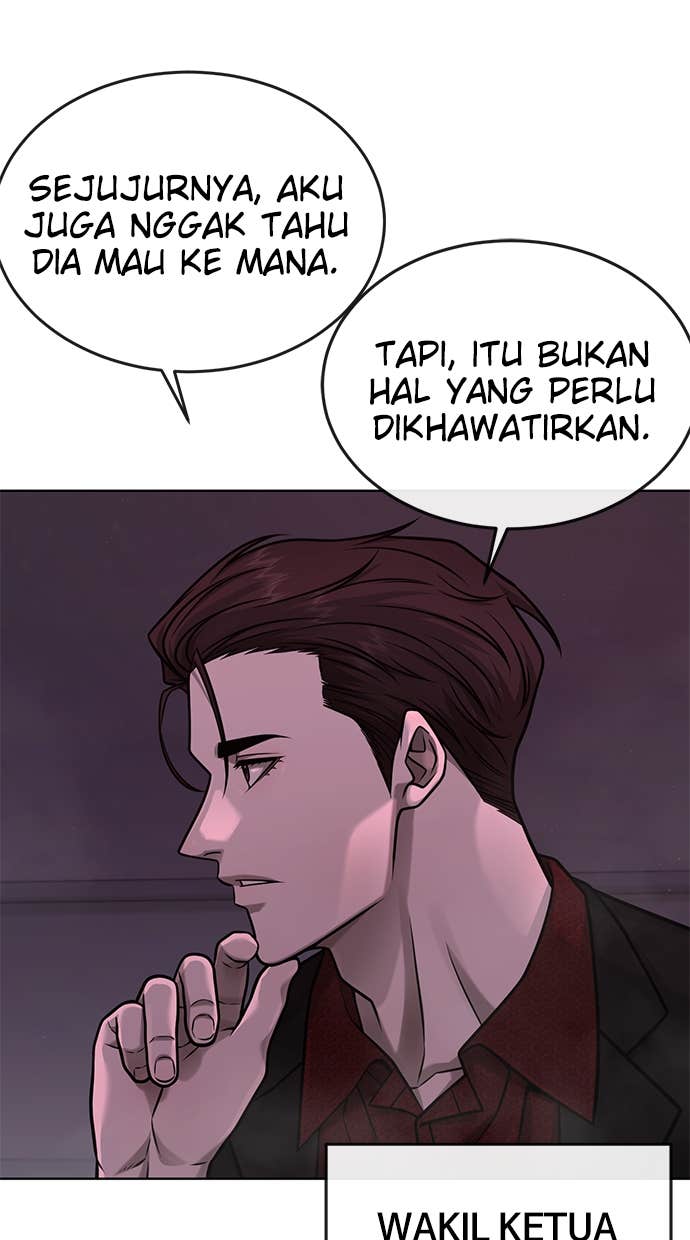 SEJUJURNYA, AKU
JUGA NGGAK TAHU
DIA MAU KE MANA.
TAPI, ITU BUKAN
HAL YANG PERLU
DIKHAWATIRKAN.
WAKIL KETUA